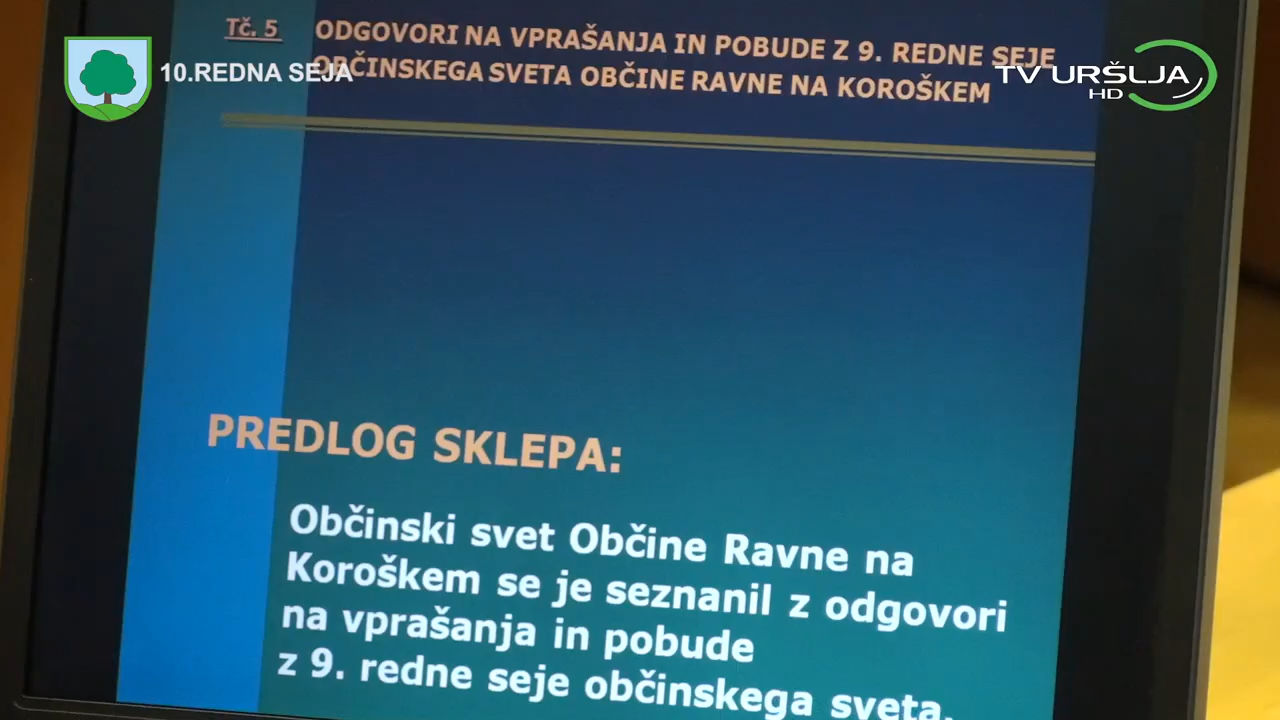 Tč. 5 ODGOVORI NA VPRAŠANJA IN POBUDE Z 9. REDNE SEJE
OBČINSKEGA SVETA OBČINE RAVNE NA KOROŠKEM
10.REDNA SEJA
TV URŠLJA
HD
PREDLOG SKLEPA:
Občinski svet Občine Ravne na
Koroškem se je seznanil z odgovori
na vprašanja in pobude
z 9. redne seje občinskega sveta.